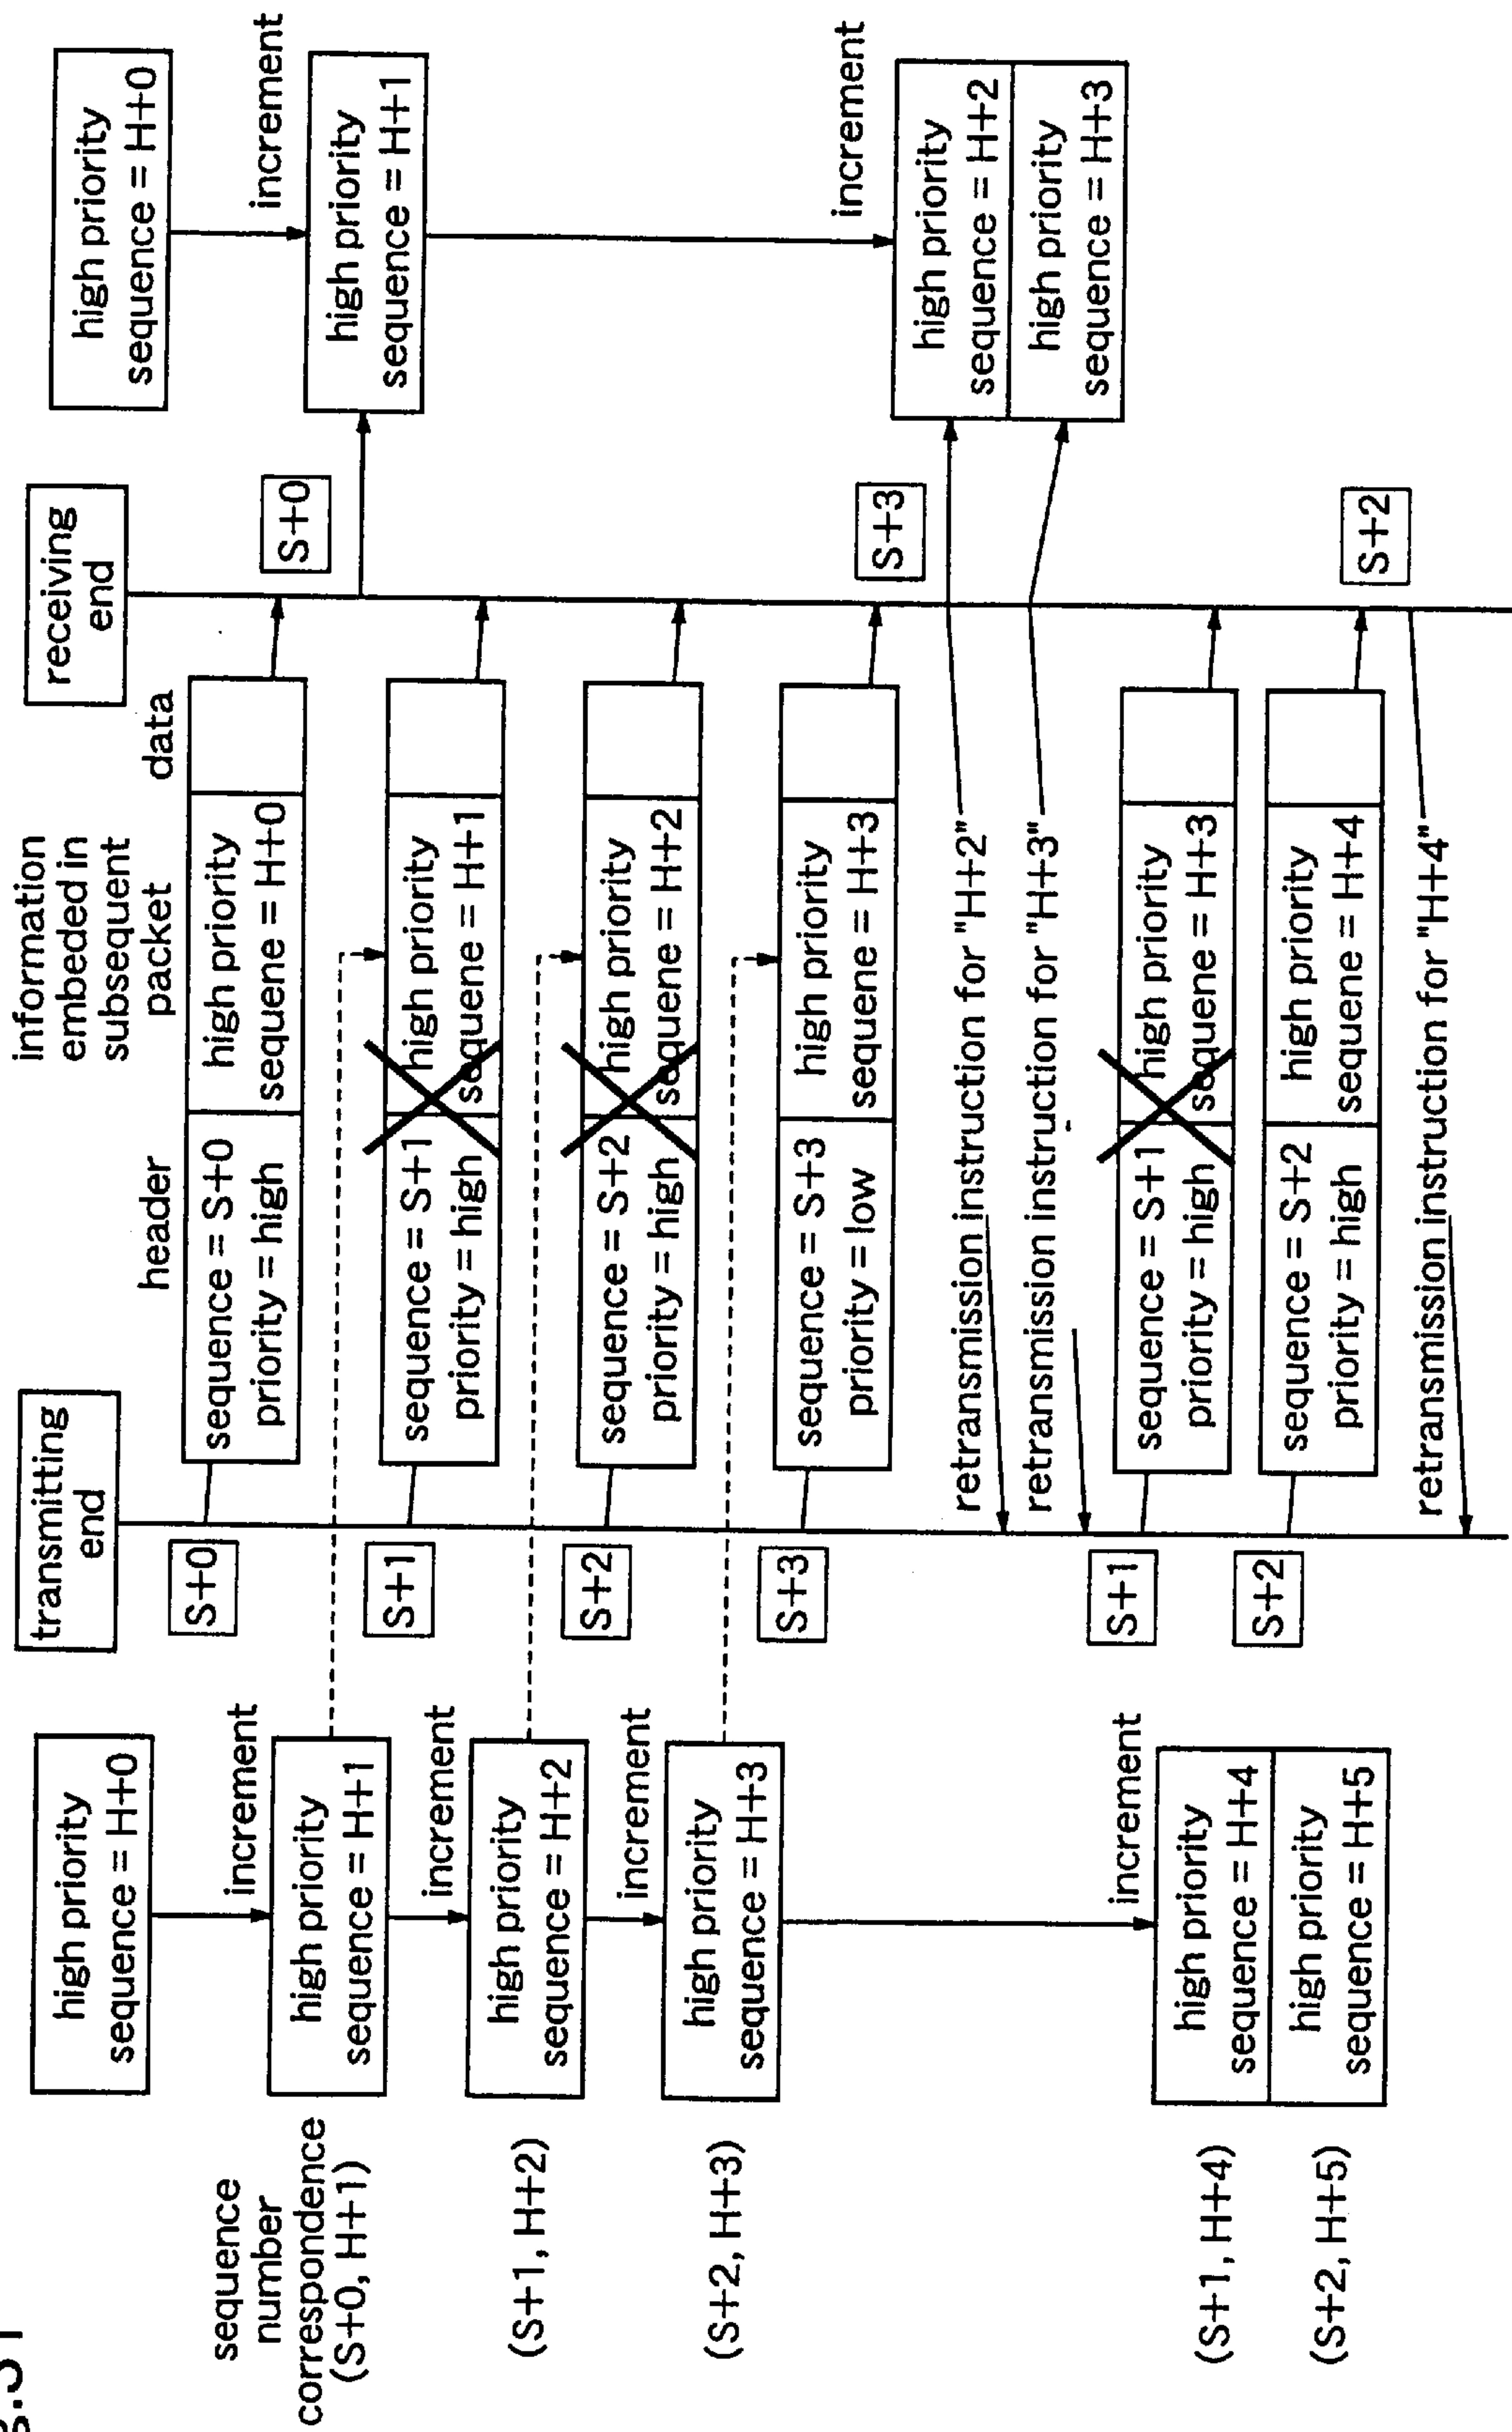 g.31
sequence
number
correspondence
(S+0, H+1)
(S+1, H+2)
(S+2, H+3)
(S+1, H+4)
(S+2, H+5)
high priority
sequence = H+0
increment
high priority
sequence = H+1
increment
high priority
sequence = H+2
increment
high priority
sequence = H+3
increment
high priority
sequence = H+4
high priority
sequence = H+5
transmitting
end
S+0
S+1
S+2
S+3
S+1
S+2
header
information
embeded in
subsequent
packet
data
sequence = S+0
priority = high
high priority
sequene = H+0
sequence = S+1
priority = high
high priority
sequene = H+1
sequence = S+2
priority = high
high priority
sequene = H+2
sequence = S+3
priority = low
high priority
sequene = H+3
retransmission instruction for "H+2"
retransmission instruction for "H+3"
sequence = S+1
priority = high
high priority
sequene = H+3
sequence = S+2
priority = high
high priority
sequene = H+4
retransmission instruction for "H+4"
receiving
end
S+0
S+3
S+2
high priority
sequence = H+0
increment
high priority
sequence = H+1
increment
high priority
sequence = H+2
high priority
sequence = H+3